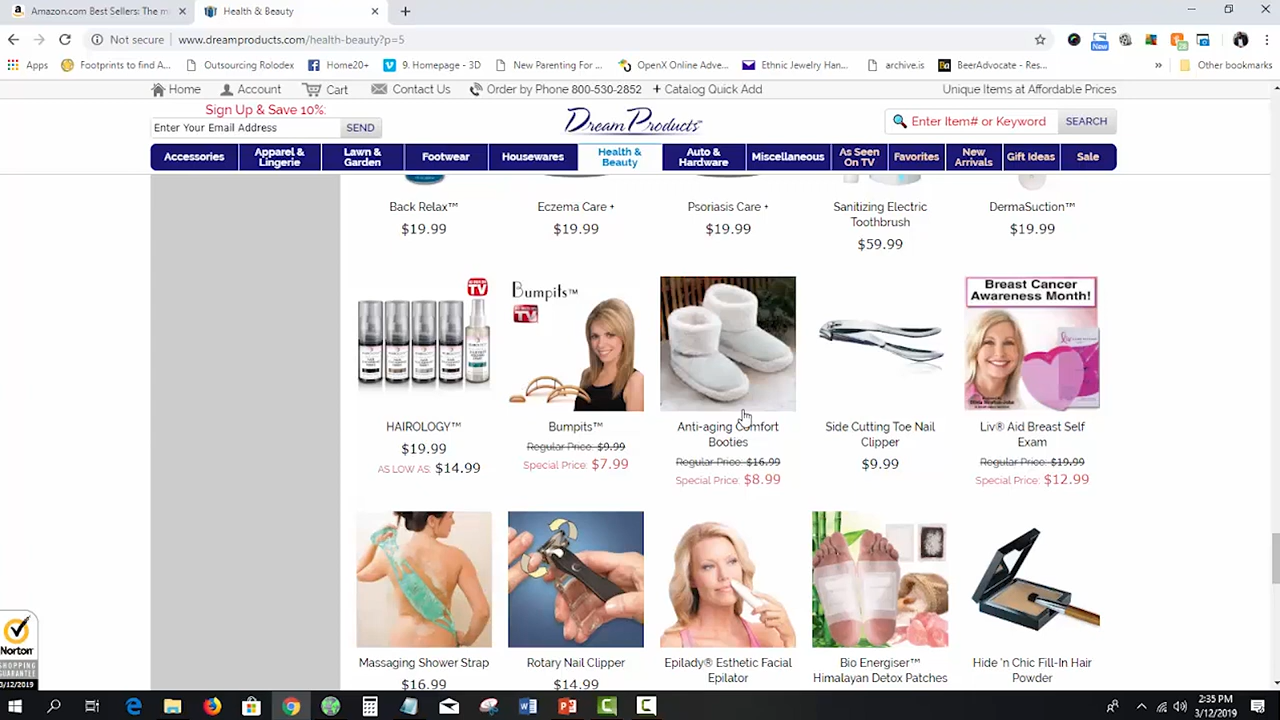 Amazon.com Best Sellers: The m
Health & Beauty
Not secure www.dreamproducts.com/health-beauty?p=5
New
28
Apps Footprints to find A... Outsourcing Rolodex Home20+ 9. Homepage - 3D New Parenting For ... OpenX Online Adve... Ethnic Jewelry Han... archive.is BeerAdvocate - Res... » Other bookmarks
Home Account Cart Contact Us Order by Phone 800-530-2852 + Catalog Quick Add Unique Items at Affordable Prices
Sign Up & Save 10%:
Enter Your Email Address SEND
Dream Products
Enter Item# or Keyword SEARCH
Accessories Apparel & Lingerie Lawn & Garden Footwear Housewares Health & Beauty Auto & Hardware Miscellaneous As Seen On TV Favorites New Arrivals Gift Ideas Sale
Back Relax™
$19.99
Eczema Care +
$19.99
Psoriasis Care +
$19.99
Sanitizing Electric
Toothbrush
$59.99
DermaSuction™
$19.99
TV
HAIROLOGY™
$19.99
AS LOW AS: $14.99
Bumpits™
TV
Bumpits™
Regular Price: $9.99
Special Price: $7.99
Anti-aging Comfort
Booties
Regular Price: $16.99
Special Price: $8.99
Side Cutting Toe Nail
Clipper
$9.99
Breast Cancer
Awareness Month!
Liv® Aid Breast Self
Exam
Regular Price: $19.99
Special Price: $12.99
Massaging Shower Strap
$16.99
Rotary Nail Clipper
$14.99
Epilady® Esthetic Facial
Epilator
Bio Energiser™
Himalayan Detox Patches
Hide 'n Chic Fill-In Hair
Powder
Norton
SHOPPING
GUARANTEE
3/12/2019
2:35 PM
3/12/2019